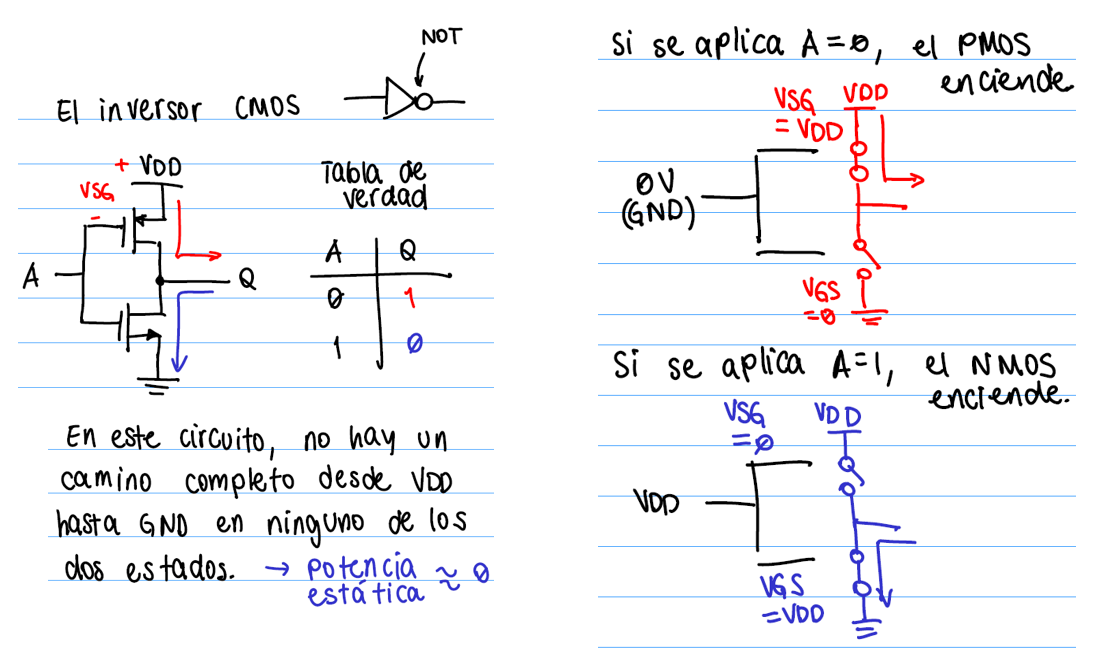 NOT
El inversor CMOS
+ VDD
VSG
-
A
Q
Tabla de
verdad
A Q
0 1
1 0
En este circuito, no hay un
camino completo desde VDD
hasta GND en ninguno de los
dos estados. → potencia ≈ 0
estática
Si se aplica A=0, el PMOS
enciende
VSG VDD
= VDD
0V
(GND)
VGS
=0
Si se aplica A=1, el NMOS
enciende.
VSG VDD
=0
VDD
VGS
=VDD